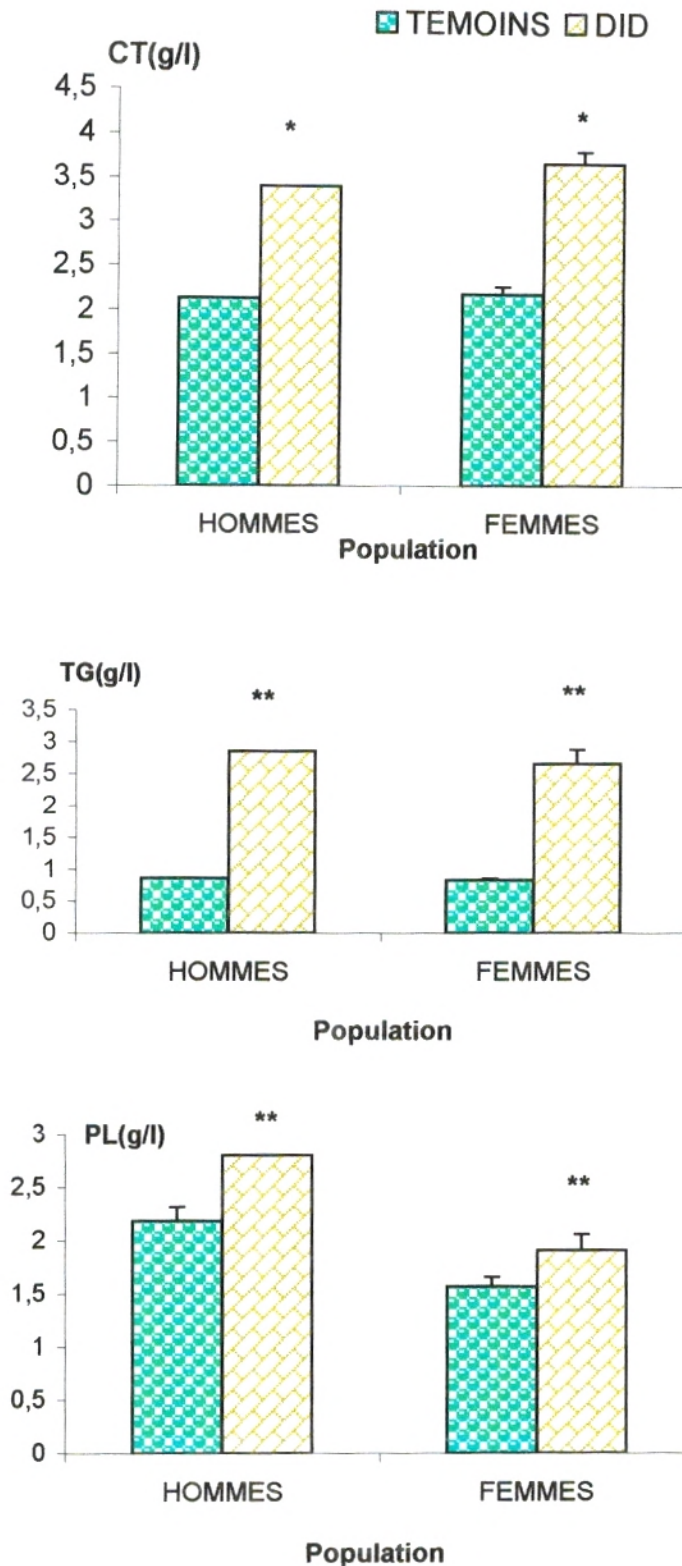 TEMOINS DID
CT(g/l)
4,5
4
3,5
3
2,5
2
1,5
1
0,5
0
*
*
HOMMES
FEMMES
Population
TG(g/l)
3,5
3
2,5
2
1,5
1
0,5
0
**
**
HOMMES
FEMMES
Population
PL(g/l)
3
2,5
2
1,5
1
0,5
0
**
**
HOMMES
FEMMES
Population